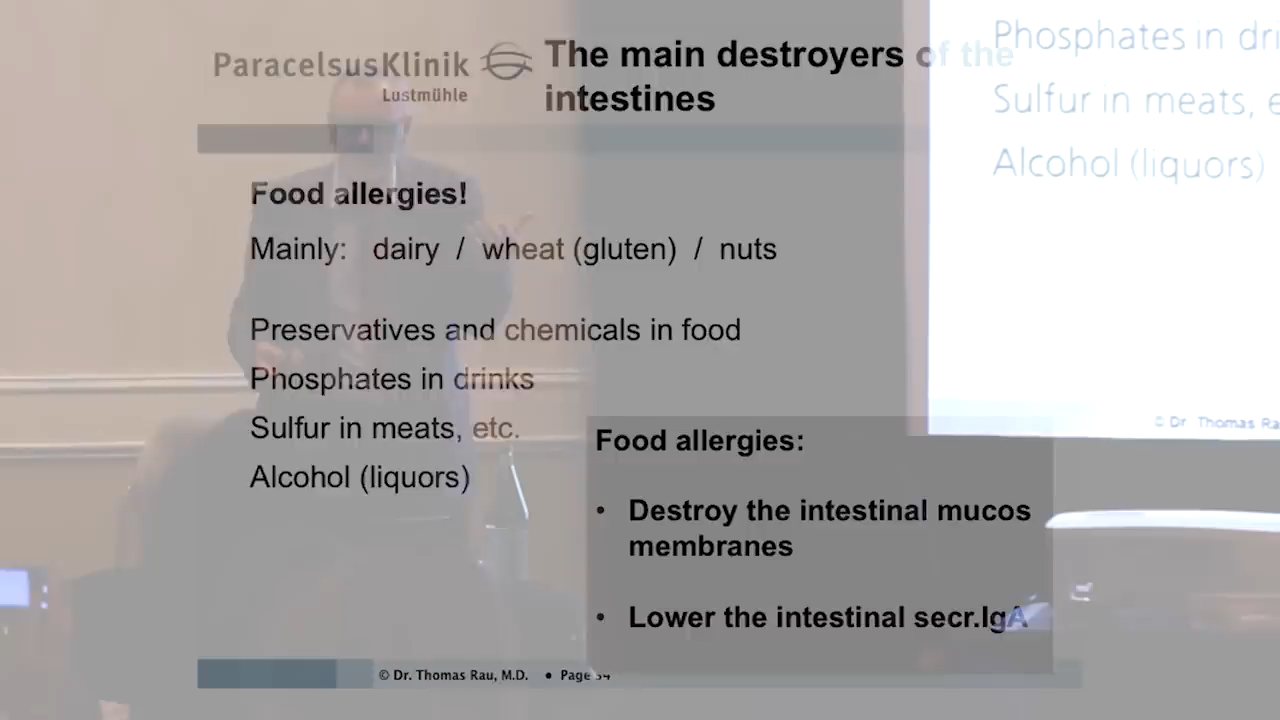 ParacelsusKlinik
Lustmühle
The main destroyers of the
intestines
Food allergies!
Mainly: dairy / wheat (gluten) / nuts
Preservatives and chemicals in food
Phosphates in drinks
Sulfur in meats, etc.
Alcohol (liquors)
Food allergies:
• Destroy the intestinal mucos
membranes
• Lower the intestinal secr.IgA
© Dr. Thomas Rau, M.D. • Page
Phosphates in
Sulfur in meats,
Alcohol (liquors)
© Dr Thomas